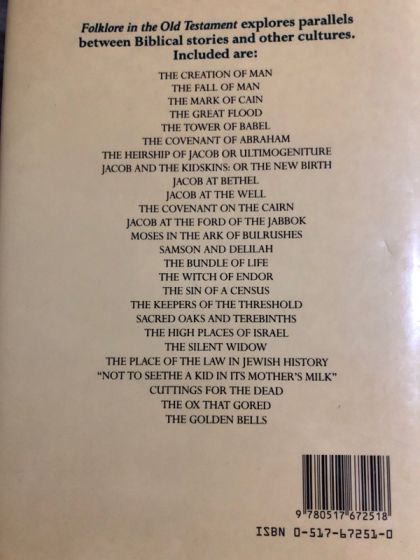 Folklore in the Old Testament explores parallels
between Biblical stories and other cultures.
Included are:
THE CREATION OF MAN
THE FALL OF MAN
THE MARK OF CAIN
THE GREAT FLOOD
THE TOWER OF BABEL
THE COVENANT OF ABRAHAM
THE HEIRSHIP OF JACOB OR ULTIMOGENITURE
JACOB AND THE KIDSKINS: OR THE NEW BIRTH
JACOB AT BETHEL
JACOB AT THE WELL
THE COVENANT ON THE CAIRN
JACOB AT THE FORD OF THE JABBOK
MOSES IN THE ARK OF BULRUSHES
SAMSON AND DELILAH
THE BUNDLE OF LIFE
THE WITCH OF ENDOR
THE SIN OF A CENSUS
THE KEEPERS OF THE THRESHOLD
SACRED OAKS AND TEREBINTHS
THE HIGH PLACES OF ISRAEL
THE SILENT WIDOW
THE PLACE OF THE LAW IN JEWISH HISTORY
“NOT TO SEETHE A KID IN ITS MOTHER'S MILK”
CUTTINGS FOR THE DEAD
THE OX THAT GORED
THE GOLDEN BELLS
9 780517 672518
ISBN 0-517-67251-0